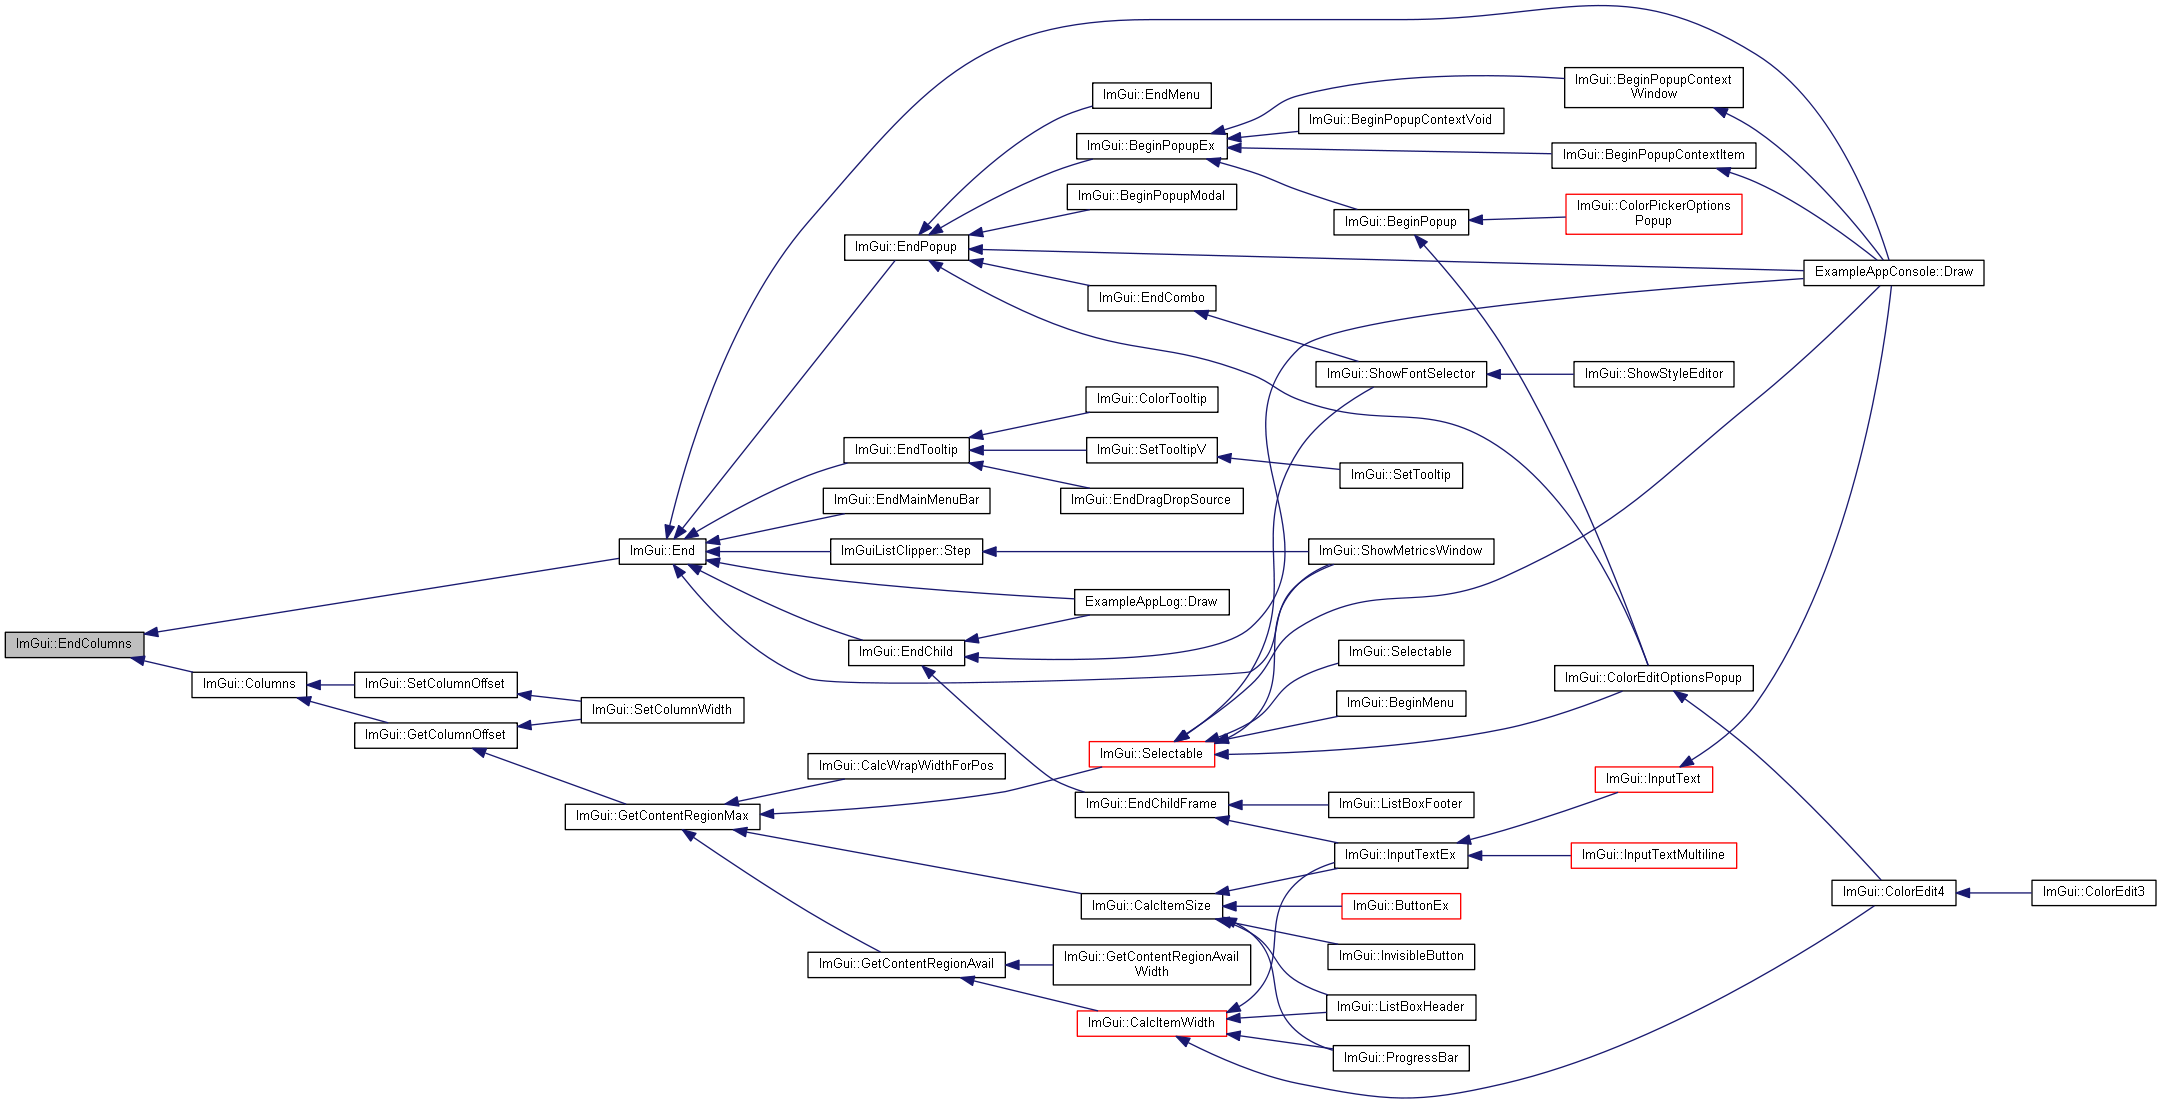 ImGui::EndMenu
ImGui::BeginPopupContext
Window
ImGui::BeginPopupContextVoid
ImGui::BeginPopupEx
ImGui::BeginPopupContextItem
ImGui::BeginPopupModal
ImGui::ColorPickerOptions
Popup
ImGui::BeginPopup
ImGui::EndPopup
ExampleAppConsole::Draw
ImGui::EndCombo
ImGui::ShowFontSelector
ImGui::ShowStyleEditor
ImGui::ColorTooltip
ImGui::EndTooltip
ImGui::SetTooltipV
ImGui::SetTooltip
ImGui::EndMainMenuBar
ImGui::EndDragDropSource
ImGui::End
ImGuiListClipper::Step
ImGui::ShowMetricsWindow
ExampleAppLog::Draw
ImGui::EndColumns
ImGui::EndChild
ImGui::Selectable
ImGui::Columns
ImGui::SetColumnOffset
ImGui::ColorEditOptionsPopup
ImGui::SetColumnWidth
ImGui::BeginMenu
ImGui::GetColumnOffset
ImGui::Selectable
ImGui::CalcWrapWidthForPos
ImGui::InputText
ImGui::EndChildFrame
ImGui::ListBoxFooter
ImGui::GetContentRegionMax
ImGui::InputTextEx
ImGui::InputTextMultiline
ImGui::ColorEdit4
ImGui::ColorEdit3
ImGui::CalcItemSize
ImGui::ButtonEx
ImGui::InvisibleButton
ImGui::GetContentRegionAvail
ImGui::GetContentRegionAvail
Width
ImGui::ListBoxHeader
ImGui::CalcItemWidth
ImGui::ProgressBar